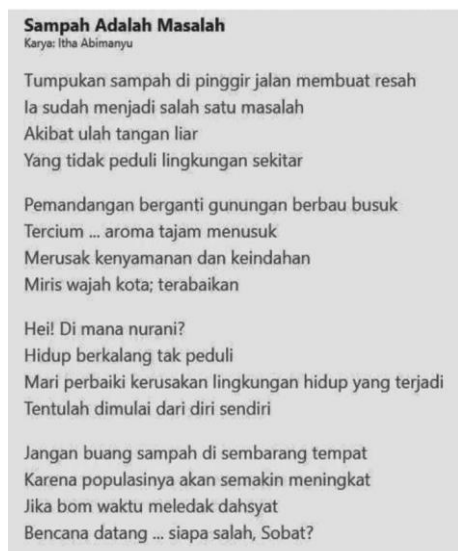 Sampah Adalah Masalah
Karya: Itha Abimanyu
Tumpukan sampah di pinggir jalan membuat resah
Ia sudah menjadi salah satu masalah
Akibat ulah tangan liar
Yang tidak peduli lingkungan sekitar
Pemandangan berganti gunungan berbau busuk
Tercium ... aroma tajam menusuk
Merusak kenyamanan dan keindahan
Miris wajah kota; terabaikan
Hei! Di mana nurani?
Hidup berkalang tak peduli
Mari perbaiki kerusakan lingkungan hidup yang terjadi
Tentulah dimulai dari diri sendiri
Jangan buang sampah di sembarang tempat
Karena populasinya akan semakin meningkat
Jika bom waktu meledak dahsyat
Bencana datang ... siapa salah, Sobat?